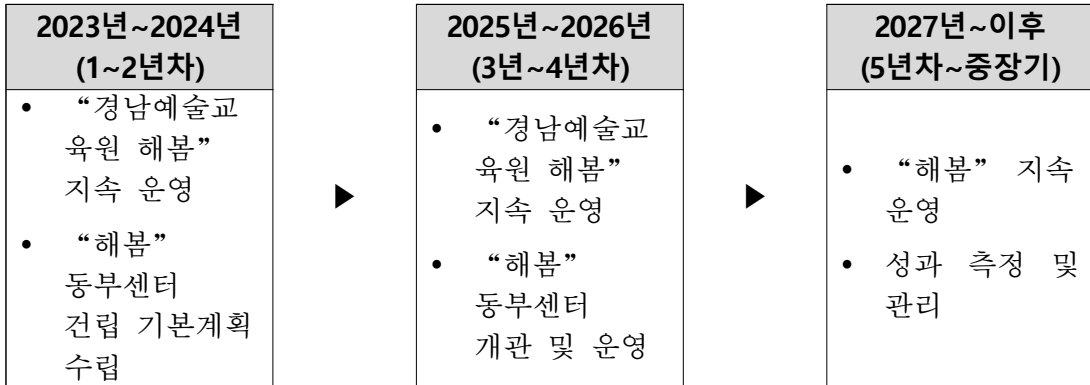 2023년~2024년
(1~2년차)
• “경남예술교
육원 해봄”
지속 운영
• “해봄”
동부센터
건립 기본계획
수립
▶
2025년~2026년
(3년~4년차)
• “경남예술교
육원 해봄”
지속 운영
• “해봄”
동부센터
개관 및 운영
▶
2027년~이후
(5년차~중장기)
• “해봄” 지속
운영
• 성과 측정 및
관리